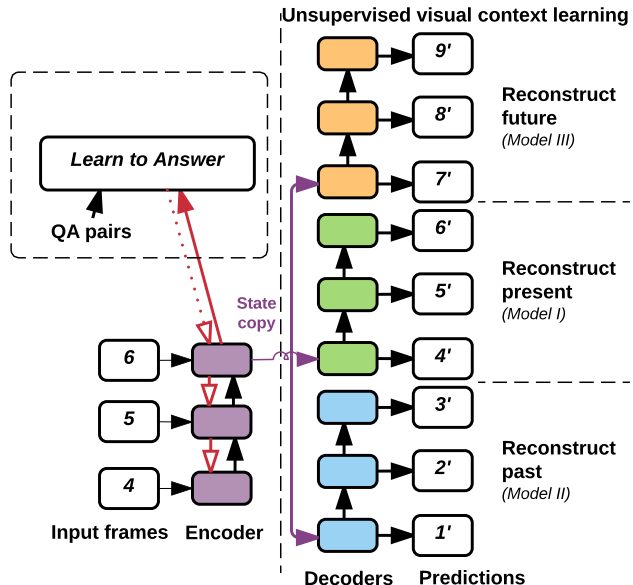 Unsupervised visual context learning
9'
Reconstruct
future
(Model III)
8'
7'
Learn to Answer
QA pairs
6'
Reconstruct
present
(Model I)
5'
4'
State
copy
6
5
4
3'
Reconstruct
past
(Model II)
2'
1'
Input frames
Encoder
Decoders
Predictions